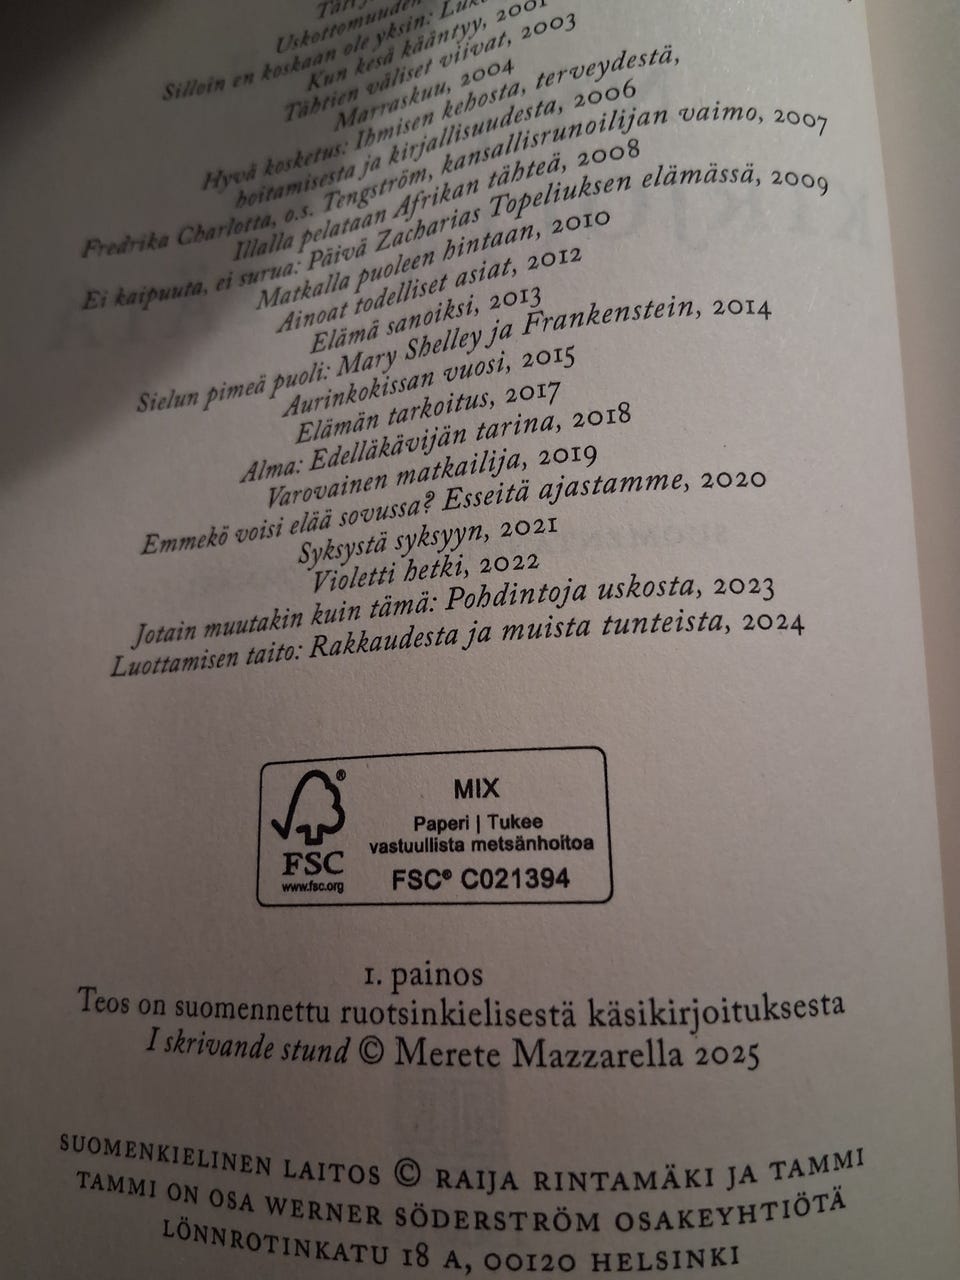 Uskottomuuden
Silloin en koskaan ole yksin:
Kun kesä kääntyy, 2001
Tähtien väliset viivat, 2003
Marraskuu, 2004
Hyvä kosketus: Ihmisen kehosta, terveydestä,
hoitamisesta ja kirjallisuudesta, 2006
Fredrika Charlotta, o.s. Tengström, kansallisrunoilijan vaimo, 2007
Illalla pelataan Afrikan tähteä, 2008
Ei kaipuuta, ei surua: Päivä Zacharias Topeliuksen elämässä, 2009
Matkalla puoleen hintaan, 2010
Ainoat todelliset asiat, 2012
Elämä sanoiksi, 2013
Sielun pimeä puoli: Mary Shelley ja Frankenstein, 2014
Aurinkokissan vuosi, 2015
Elämän tarkoitus, 2017
Alma: Edelläkävijän tarina, 2018
Varovainen matkailija, 2019
Emmekö voisi elää sovussa? Esseitä ajastamme, 2020
Syksystä syksyyn, 2021
Violetti hetki, 2022
Jotain muutakin kuin tämä: Pohdintoja uskosta, 2023
Luottamisen taito: Rakkaudesta ja muista tunteista, 2024
MIX
Paperi | Tukee
vastuullista metsänhoitoa
FSC® C021394
FSC
www.fsc.org
1. painos
Teos on suomennettu ruotsinkielisestä käsikirjoituksesta
I skrivande stund © Merete Mazzarella 2025
SUOMENKIELINEN LAITOS © RAIJA RINTAMÄKI JA TAMMI
TAMMI ON OSA WERNER SÖDERSTRÖM OSAKEYHTIÖTÄ
LÖNNROTINKATU 18 A, 00120 HELSINKI